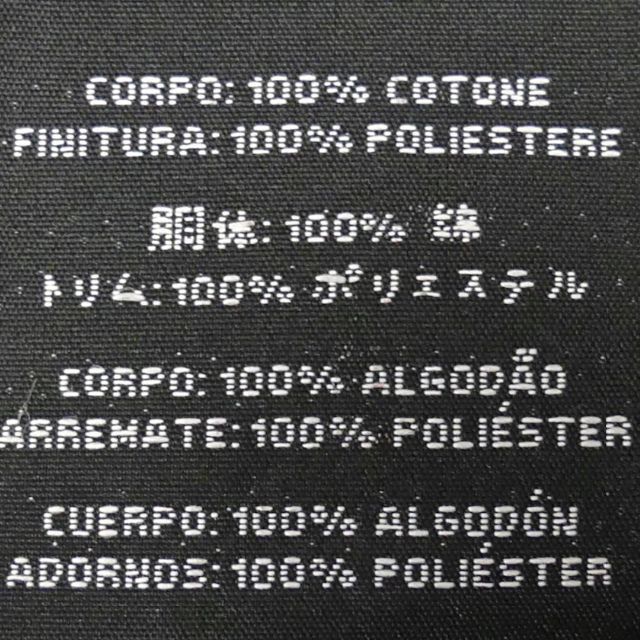 CORPO: 100% COTONE
FINITURA: 100% POLIESTERE
胴体: 100% 綿
トリム: 100% ポリエステル
CORPO: 100% ALGODÃO
ARREMATE: 100% POLIÉSTER
CUERPO: 100% ALGODÓN
ADORNOS: 100% POLIÉSTER